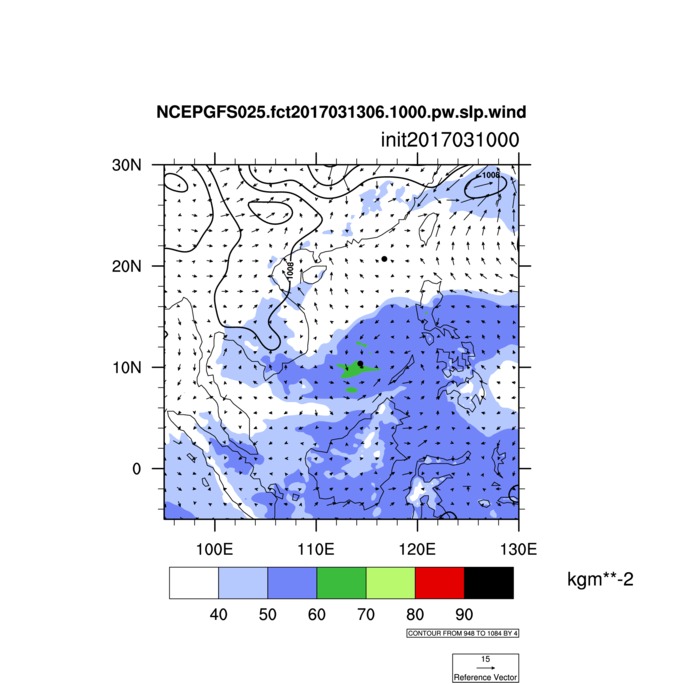 NCEPGFS025.fct2017031306.1000.pw.slp.wind
init2017031000
30N
1008
20N
1008
10N
0
100E 110E 120E 130E
kgm**-2
40 50 60 70 80 90
CONTOUR FROM 948 TO 1084 BY 4
15
Reference Vector